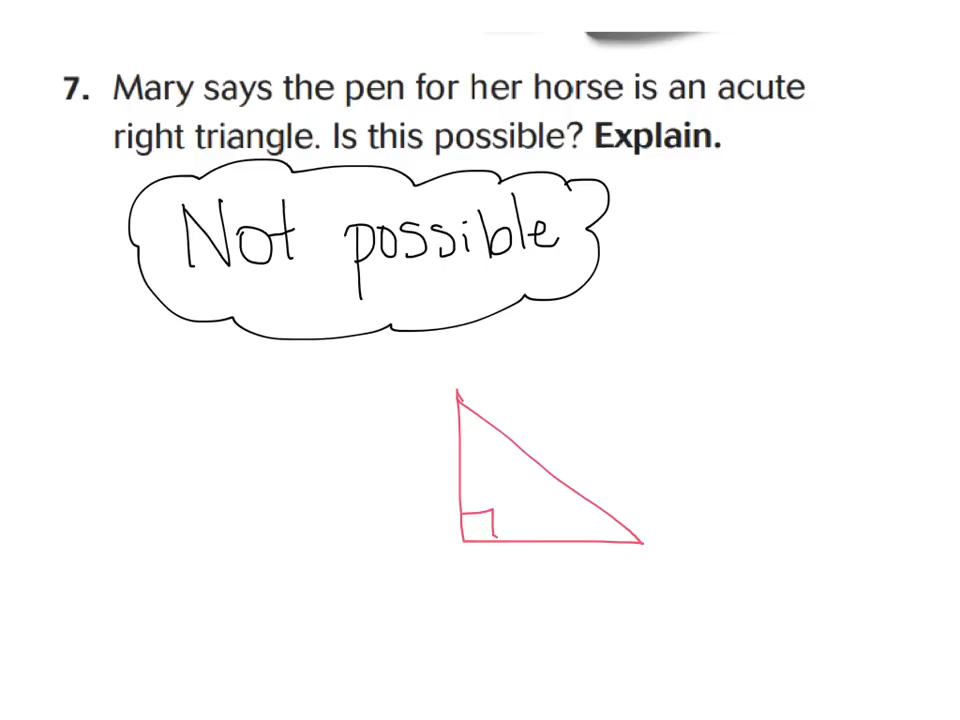 7. Mary says the pen for her horse is an acute
right triangle. Is this possible? Explain.
Not possible